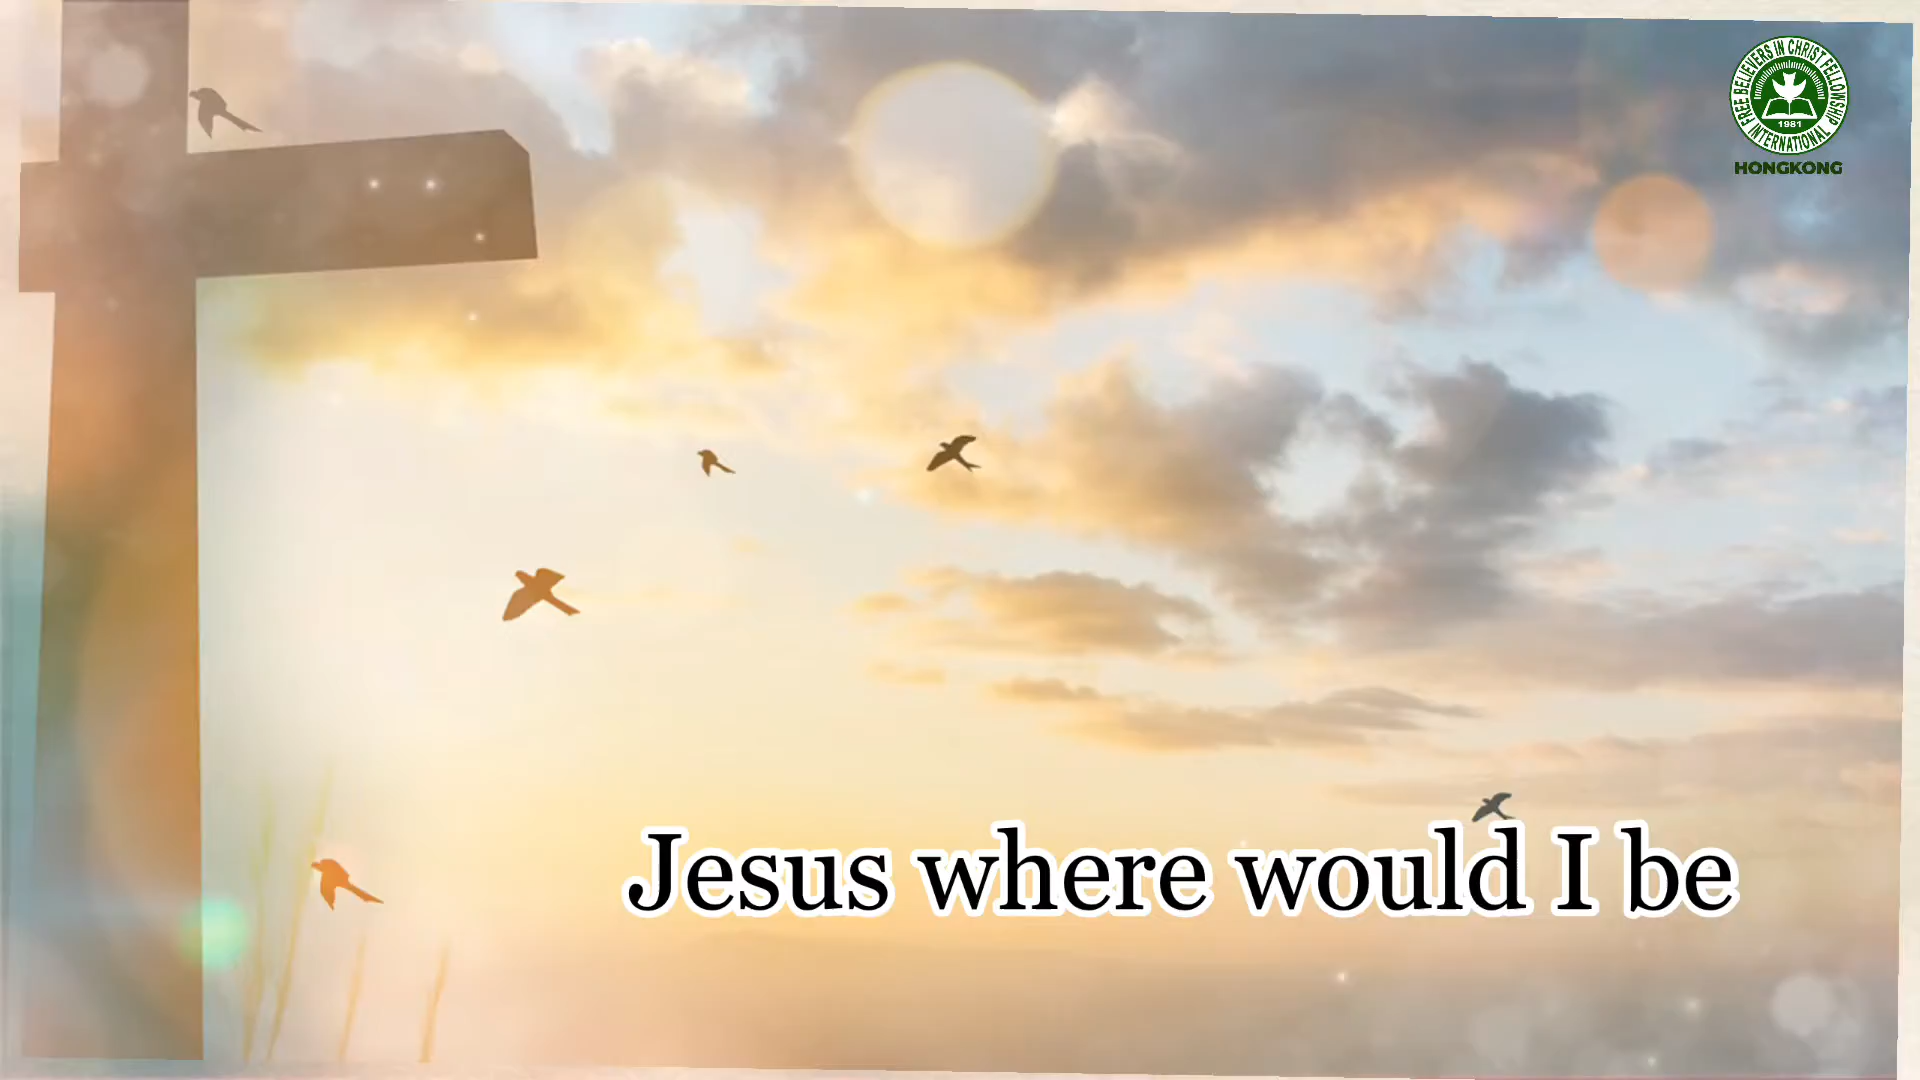 FREE BELIEVERS IN CHRIST FELLOWSHIP
INTERNATIONAL
1981
HONGKONG
Jesus where would I be